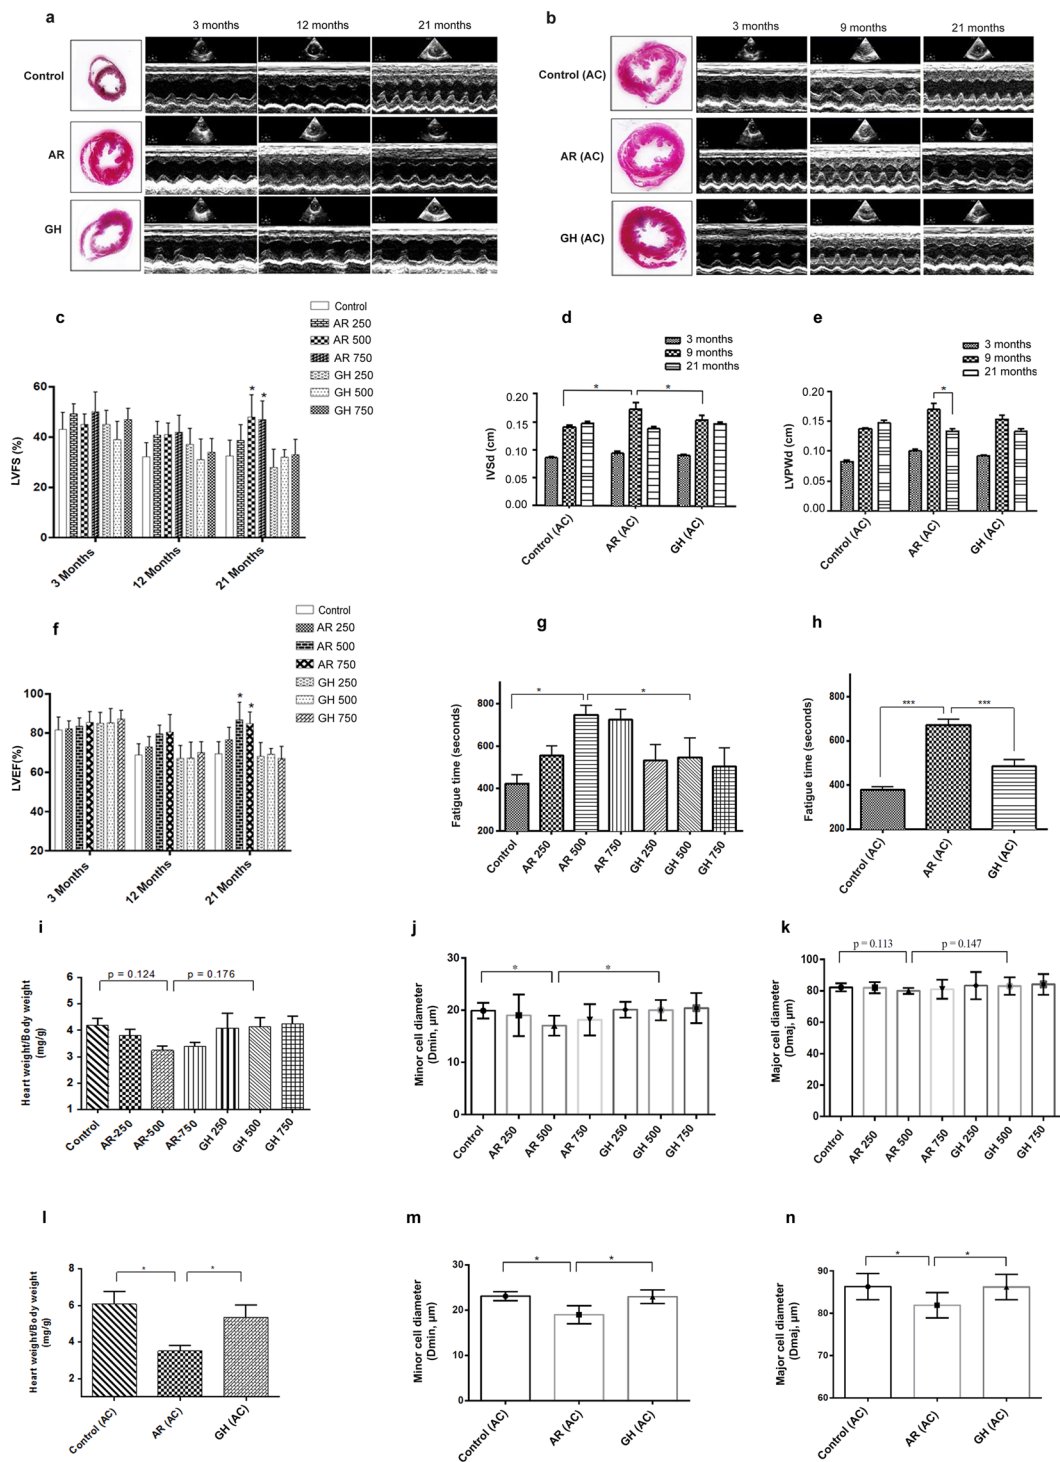 a
3 months 12 months 21 months
Control
AR
GH
b
3 months 9 months 21 months
Control (AC)
AR (AC)
GH (AC)
c
Control
AR 250
AR 500
AR 750
GH 250
GH 500
GH 750
LVFS (%)
60
40
20
0
* *
3 Months 12 Months 21 Months
d
3 months
9 months
21 months
IVSd (cm)
0.20
0.15
0.10
0.05
0.00
* *
Control (AC) AR (AC) GH (AC)
e
3 months
9 months
21 months
LVPWd (cm)
0.20
0.15
0.10
0.05
0.00
*
Control (AC) AR (AC) GH (AC)
f
Control
AR 250
AR 500
AR 750
GH 250
GH 500
GH 750
LVEF(%)
100
80
60
40
20
* *
3 Months 12 Months 21 Months
g
Fatigue time (seconds)
800
600
400
200
* *
Control AR 250 AR 500 AR 750 GH 250 GH 500 GH 750
h
Fatigue time (seconds)
800
600
400
200
*** ***
Control (AC) AR (AC) GH (AC)
i
Heart weight/Body weight
(mg/g)
6
5
4
3
2
1
p = 0.124 p = 0.176
Control AR-250 AR-500 AR-750 GH 250 GH 500 GH 750
j
Minor cell diameter
(Dmin, µm)
30
20
10
0
* *
Control AR 250 AR 500 AR 750 GH 250 GH 500 GH 750
k
Major cell diameter
(Dmaj, µm)
100
80
60
40
20
0
p = 0.113 p = 0.147
Control AR 250 AR 500 AR 750 GH 250 GH 500 GH 750
l
Heart weight/Body weight
(mg/g)
8
6
4
2
* *
Control (AC) AR (AC) GH (AC)
m
Minor cell diameter
(Dmin, µm)
30
20
10
0
* *
Control (AC) AR (AC) GH (AC)
n
Major cell diameter
(Dmaj, µm)
90
80
70
60
* *
Control (AC) AR (AC) GH (AC)